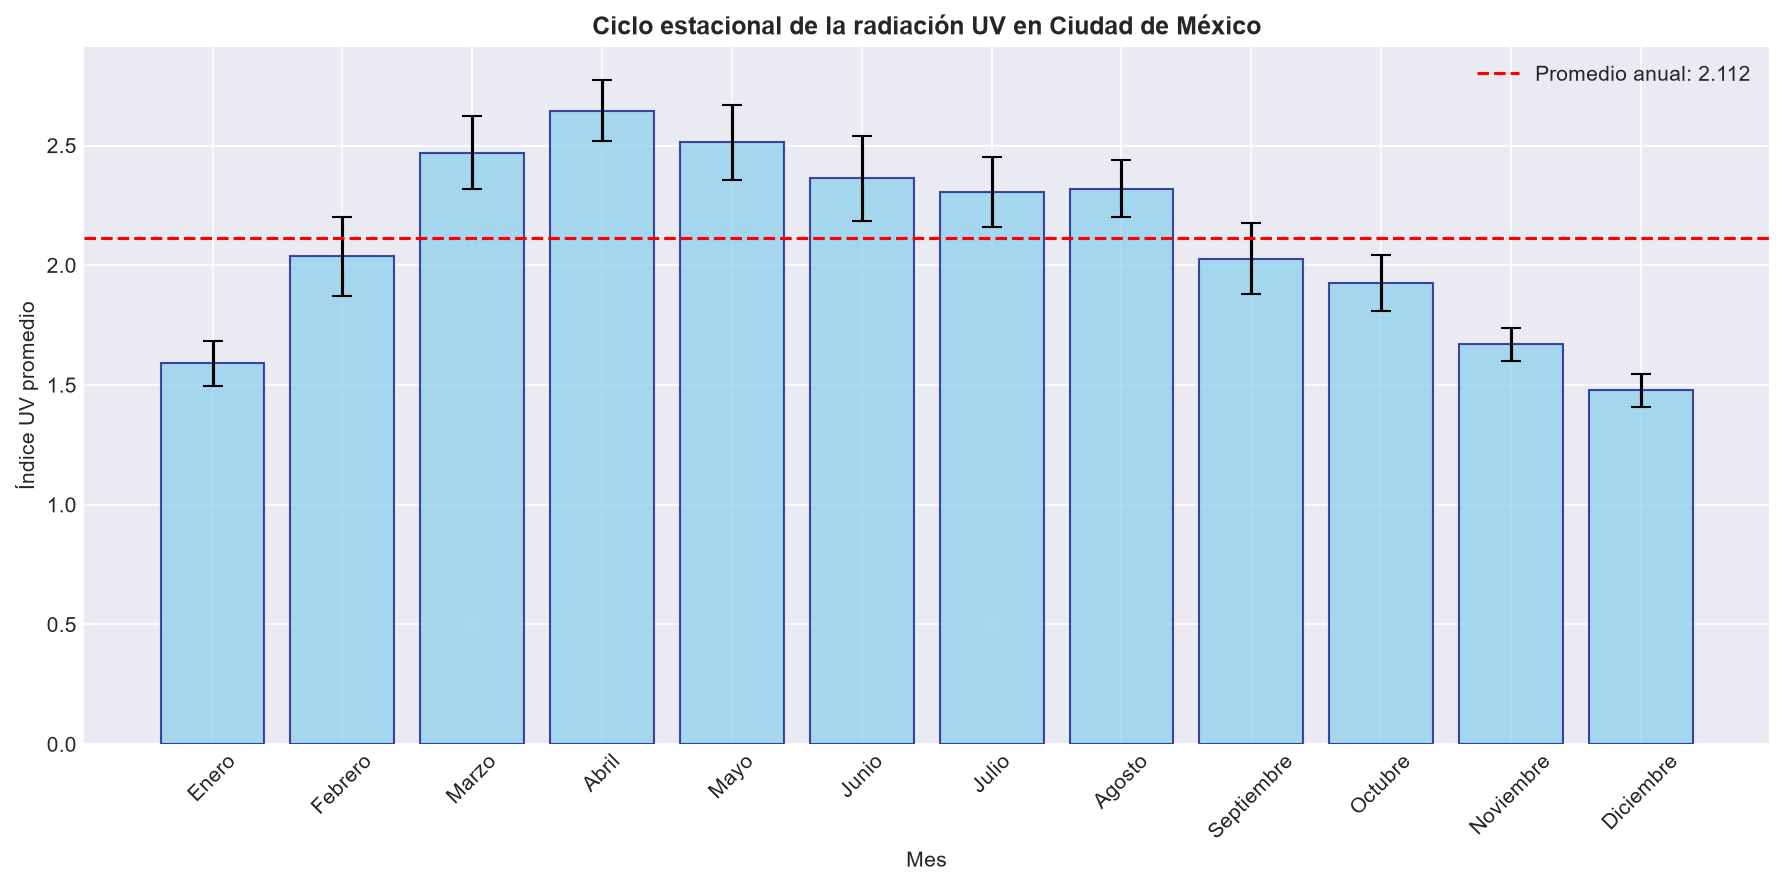 Ciclo estacional de la radiación UV en Ciudad de México
Promedio anual: 2.112
Índice UV promedio
2.5
2.0
1.5
1.0
0.5
0.0
Enero
Febrero
Marzo
Abril
Mayo
Junio
Julio
Agosto
Septiembre
Octubre
Noviembre
Diciembre
Mes